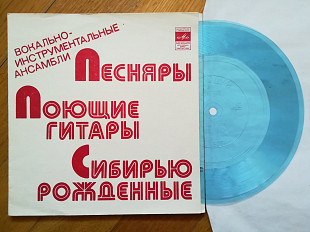 ВОКАЛЬНО-
ИНСТРУМЕНТАЛЬНЫЕ
АНСАМБЛИ
ПЕСНЯРЫ
ПОЮЩИЕ
ГИТАРЫ
СИБИРЬЮ
РОЖДЕННЫЕ